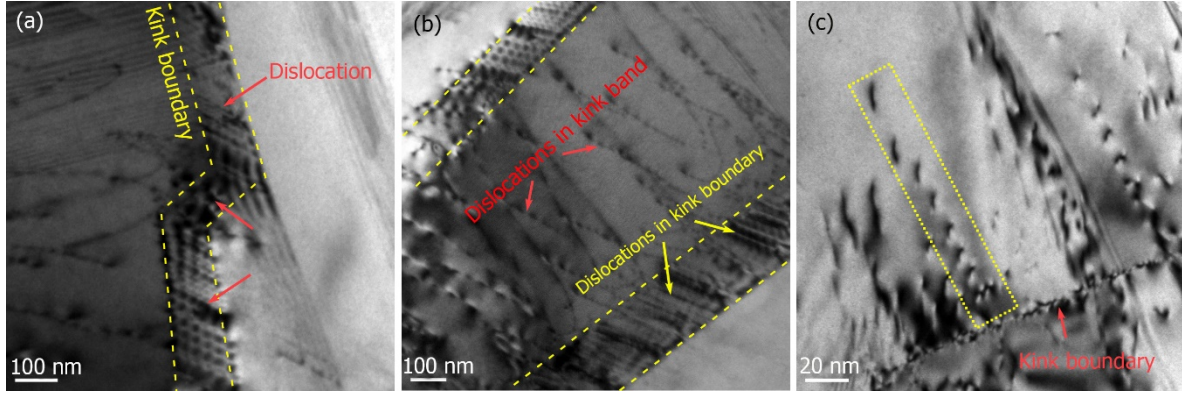 (a)
Kink boundary
Dislocation
100 nm
(b)
Dislocations in kink band
Dislocations in kink boundary
100 nm
(c)
Kink boundary
20 nm